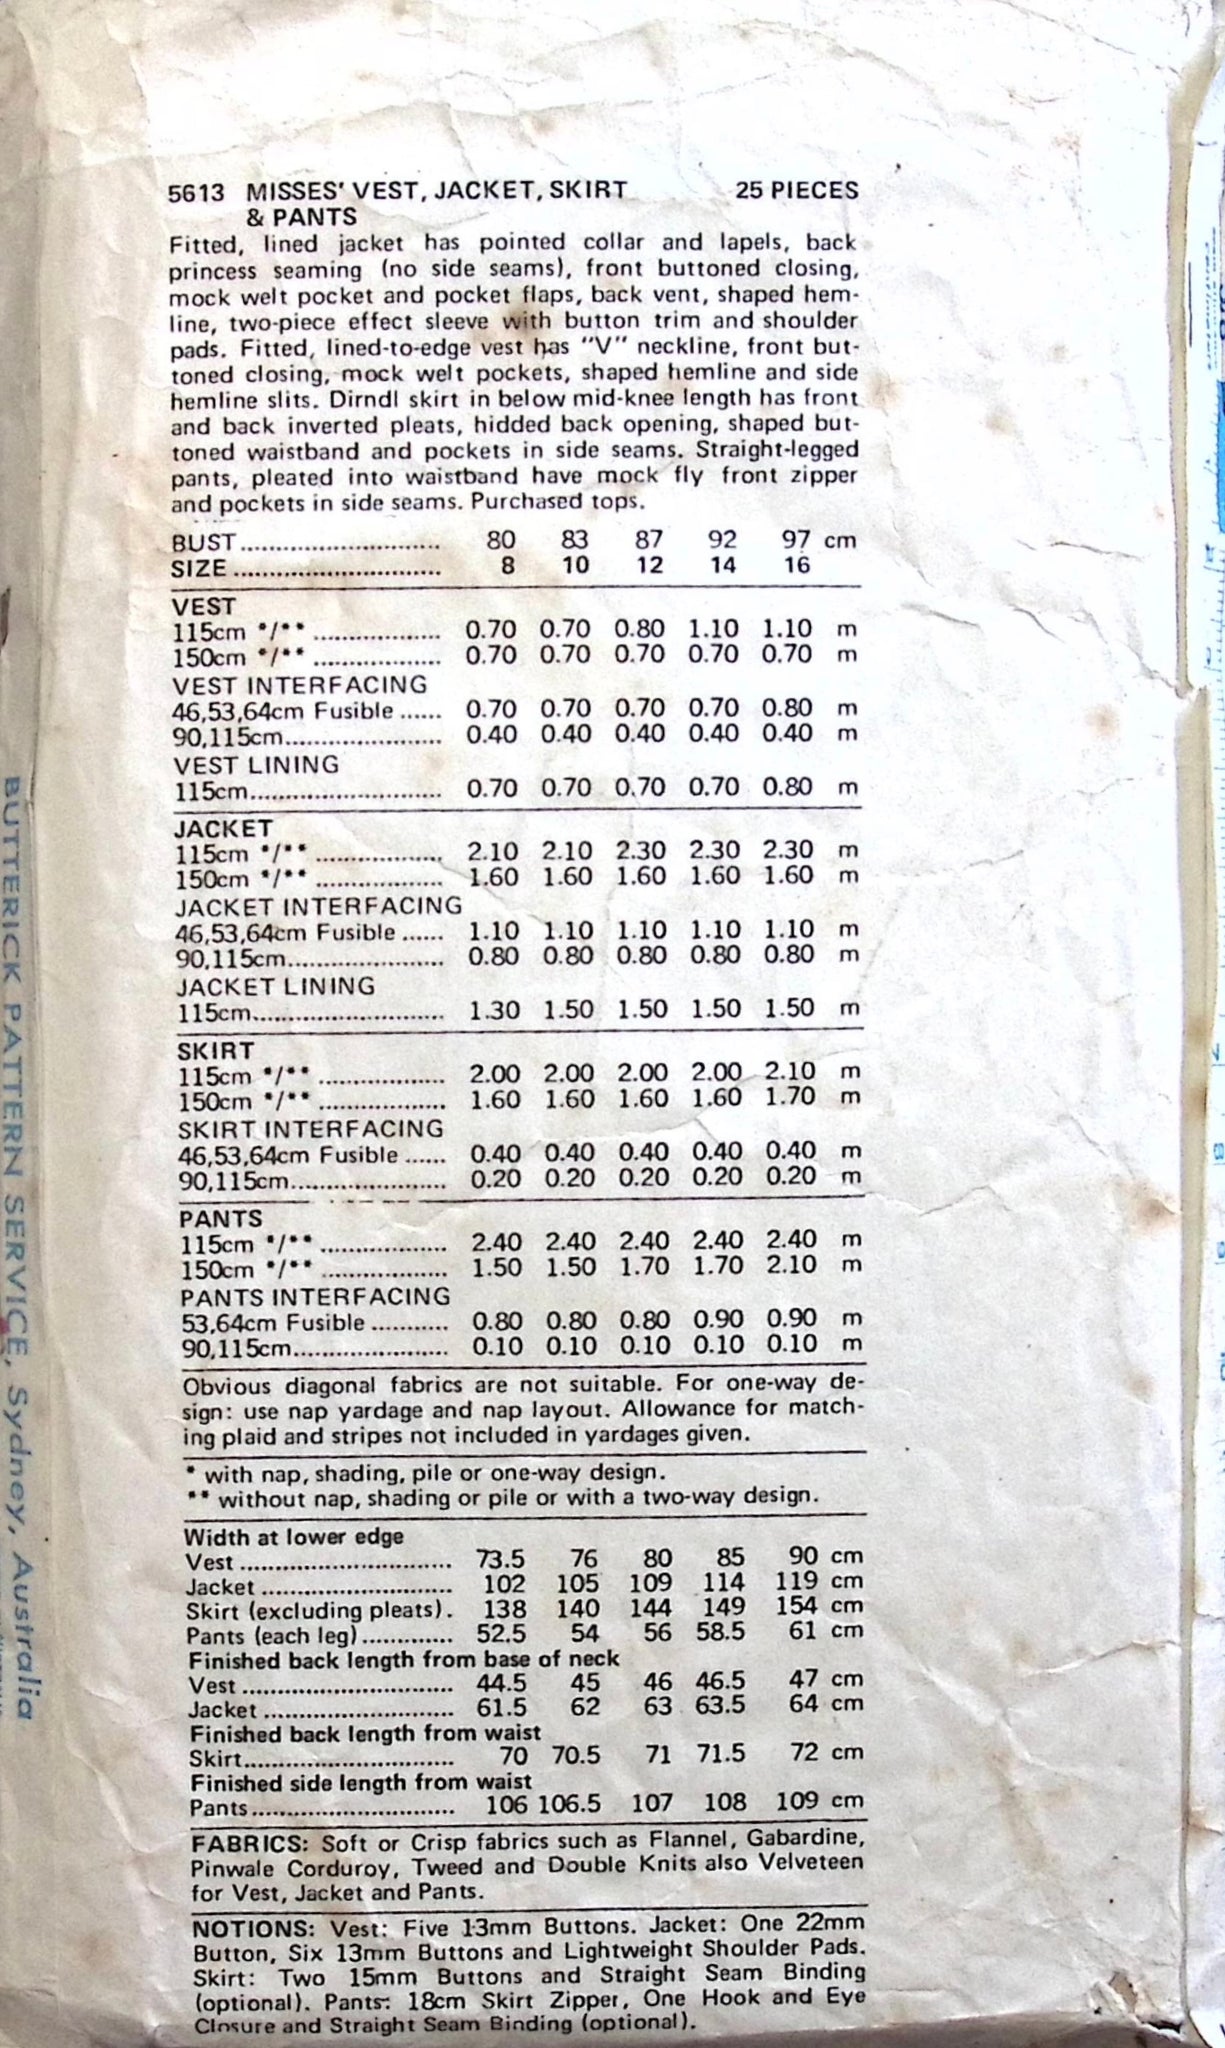 5613 MISSES' VEST, JACKET, SKIRT 25 PIECES
& PANTS
Fitted, lined jacket has pointed collar and lapels, back
princess seaming (no side seams), front buttoned closing,
mock welt pocket and pocket flaps, back vent, shaped hem-
line, two-piece effect sleeve with button trim and shoulder
pads. Fitted, lined-to-edge vest has "V" neckline, front but-
toned closing, mock welt pockets, shaped hemline and side
hemline slits. Dirndl skirt in below mid-knee length has front
and back inverted pleats, hidded back opening, shaped but-
toned waistband and pockets in side seams. Straight-legged
pants, pleated into waistband have mock fly front zipper
and pockets in side seams. Purchased tops.
BUST 80 83 87 92 97 cm
SIZE 8 10 12 14 16
VEST
115cm */** 0.70 0.70 0.80 1.10 1.10 m
150cm */** 0.70 0.70 0.70 0.70 0.70 m
VEST INTERFACING
46,53,64cm Fusible 0.70 0.70 0.70 0.70 0.80 m
90,115cm 0.40 0.40 0.40 0.40 0.40 m
VEST LINING
115cm 0.70 0.70 0.70 0.70 0.80 m
JACKET
115cm */** 2.10 2.10 2.30 2.30 2.30 m
150cm */** 1.60 1.60 1.60 1.60 1.60 m
JACKET INTERFACING
46,53,64cm Fusible 1.10 1.10 1.10 1.10 1.10 m
90,115cm 0.80 0.80 0.80 0.80 0.80 m
JACKET LINING
115cm 1.30 1.50 1.50 1.50 1.50 m
SKIRT
115cm */** 2.00 2.00 2.00 2.00 2.10 m
150cm */** 1.60 1.60 1.60 1.60 1.70 m
SKIRT INTERFACING
46,53,64cm Fusible 0.40 0.40 0.40 0.40 0.40 m
90,115cm 0.20 0.20 0.20 0.20 0.20 m
PANTS
115cm */** 2.40 2.40 2.40 2.40 2.40 m
150cm */** 1.50 1.50 1.70 1.70 2.10 m
PANTS INTERFACING
53,64cm Fusible 0.80 0.80 0.80 0.90 0.90 m
90,115cm 0.10 0.10 0.10 0.10 0.10 m
Obvious diagonal fabrics are not suitable. For one-way de-
sign: use nap yardage and nap layout. Allowance for match-
ing plaid and stripes not included in yardages given.
* with nap, shading, pile or one-way design.
** without nap, shading or pile or with a two-way design.
Width at lower edge
Vest 73.5 76 80 85 90 cm
Jacket 102 105 109 114 119 cm
Skirt (excluding pleats). 138 140 144 149 154 cm
Pants (each leg) 52.5 54 56 58.5 61 cm
Finished back length from base of neck
Vest 44.5 45 46 46.5 47 cm
Jacket 61.5 62 63 63.5 64 cm
Finished back length from waist
Skirt 70 70.5 71 71.5 72 cm
Finished side length from waist
Pants 106 106.5 107 108 109 cm
FABRICS: Soft or Crisp fabrics such as Flannel, Gabardine,
Pinwale Corduroy, Tweed and Double Knits also Velveteen
for Vest, Jacket and Pants.
NOTIONS: Vest: Five 13mm Buttons. Jacket: One 22mm
Button, Six 13mm Buttons and Lightweight Shoulder Pads.
Skirt: Two 15mm Buttons and Straight Seam Binding
(optional). Pants: 18cm Skirt Zipper, One Hook and Eye
Closure and Straight Seam Binding (optional).
BUTTERICK PATTERN SERVICE, Sydney, Australia